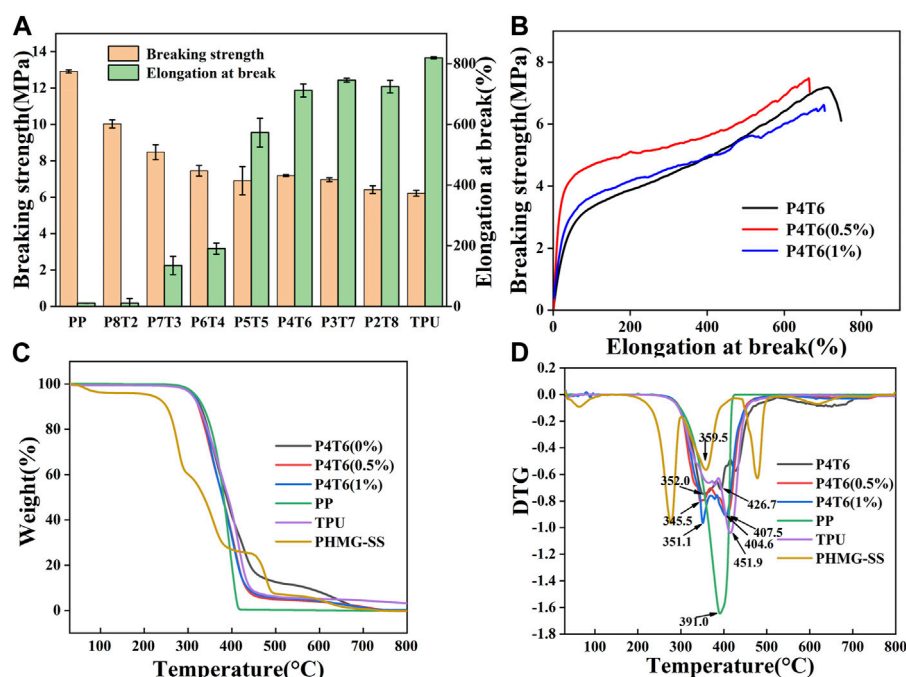 A
Breaking strength
Elongation at break
Breaking strength(MPa)
14
12
10
8
6
4
2
0
800
600
400
200
0
Elongation at break(%)
PP P8T2 P7T3 P6T4 P5T5 P4T6 P3T7 P2T8 TPU
B
Breaking strength(MPa)
8
6
4
2
0
P4T6
P4T6(0.5%)
P4T6(1%)
0 200 400 600 800
Elongation at break(%)
C
Weight(%)
100
80
60
40
20
0
P4T6(0%)
P4T6(0.5%)
P4T6(1%)
PP
TPU
PHMG-SS
100 200 300 400 500 600 700 800
Temperature(°C)
D
DTG
0.0
-0.2
-0.4
-0.6
-0.8
-1.0
-1.2
-1.4
-1.6
-1.8
359.5
352.0
345.5
351.1
391.0
426.7
407.5
404.6
451.9
P4T6
P4T6(0.5%)
P4T6(1%)
PP
TPU
PHMG-SS
100 200 300 400 500 600 700 800
Temperature(°C)